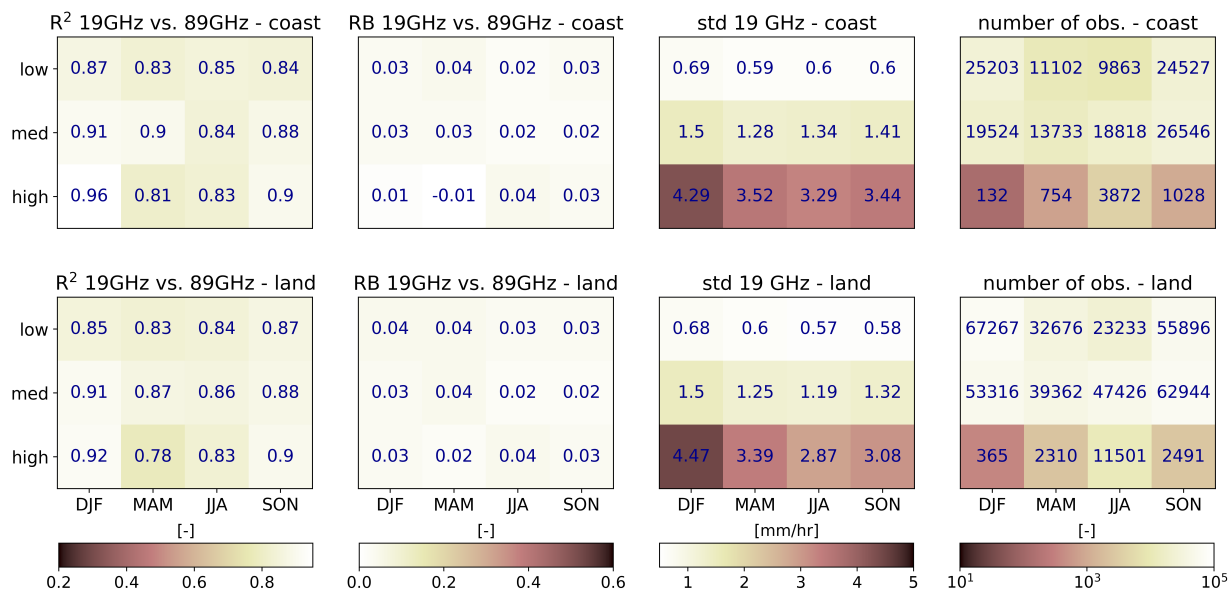 R² 19GHz vs. 89GHz - coast RB 19GHz vs. 89GHz - coast std 19 GHz - coast number of obs. - coast
low 0.87 0.83 0.85 0.84 0.03 0.04 0.02 0.03 0.69 0.59 0.6 0.6 25203 11102 9863 24527
med 0.91 0.9 0.84 0.88 0.03 0.03 0.02 0.02 1.5 1.28 1.34 1.41 19524 13733 18818 26546
high 0.96 0.81 0.83 0.9 0.01 -0.01 0.04 0.03 4.29 3.52 3.29 3.44 132 754 3872 1028
R² 19GHz vs. 89GHz - land RB 19GHz vs. 89GHz - land std 19 GHz - land number of obs. - land
low 0.85 0.83 0.84 0.87 0.04 0.04 0.03 0.03 0.68 0.6 0.57 0.58 67267 32676 23233 55896
med 0.91 0.87 0.86 0.88 0.03 0.04 0.02 0.02 1.5 1.25 1.19 1.32 53316 39362 47426 62944
high 0.92 0.78 0.83 0.9 0.03 0.02 0.04 0.03 4.47 3.39 2.87 3.08 365 2310 11501 2491
DJF MAM JJA SON DJF MAM JJA SON DJF MAM JJA SON DJF MAM JJA SON
[-] [-] [mm/hr] [-]
0.2 0.4 0.6 0.8 0.0 0.2 0.4 0.6 1 2 3 4 5 10¹ 10³ 10⁵